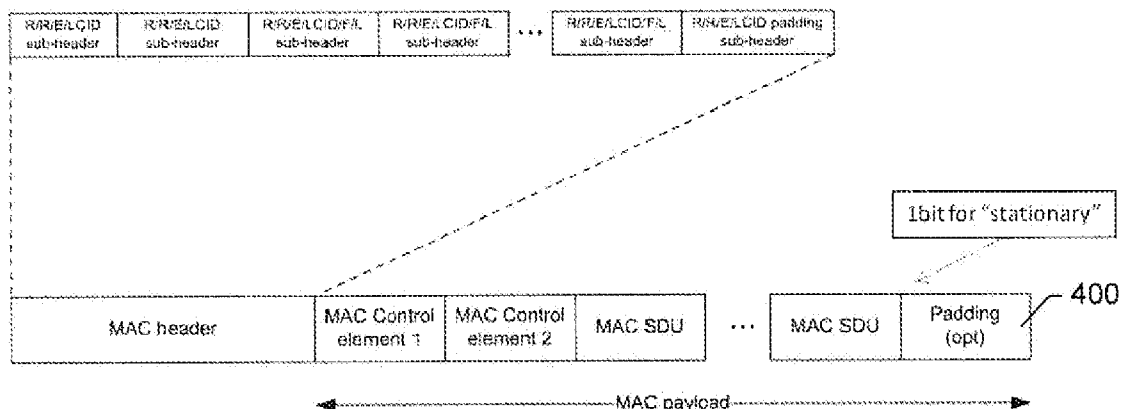 R/R/E/LCID
sub-header
R/R/E/LCID
sub-header
R/R/E/LCID/F/L
sub-header
R/R/E/LCID/F/L
sub-header
...
R/R/E/LCID/F/L
sub-header
R/R/E/LCID padding
sub-header
1bit for "stationary"
MAC header
MAC Control
element 1
MAC Control
element 2
MAC SDU
...
MAC SDU
Padding
(opt)
400
MAC payload